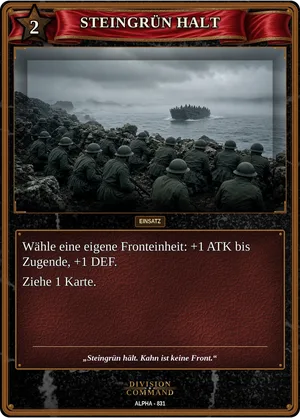 STEINGRÜN HALT
2
EINSATZ
Wähle eine eigene Fronteinheit: +1 ATK bis
Zugende, +1 DEF.
Ziehe 1 Karte.
„Steingrün hält. Kahn ist keine Front.“
DIVISION
COMMAND
ALPHA - 831